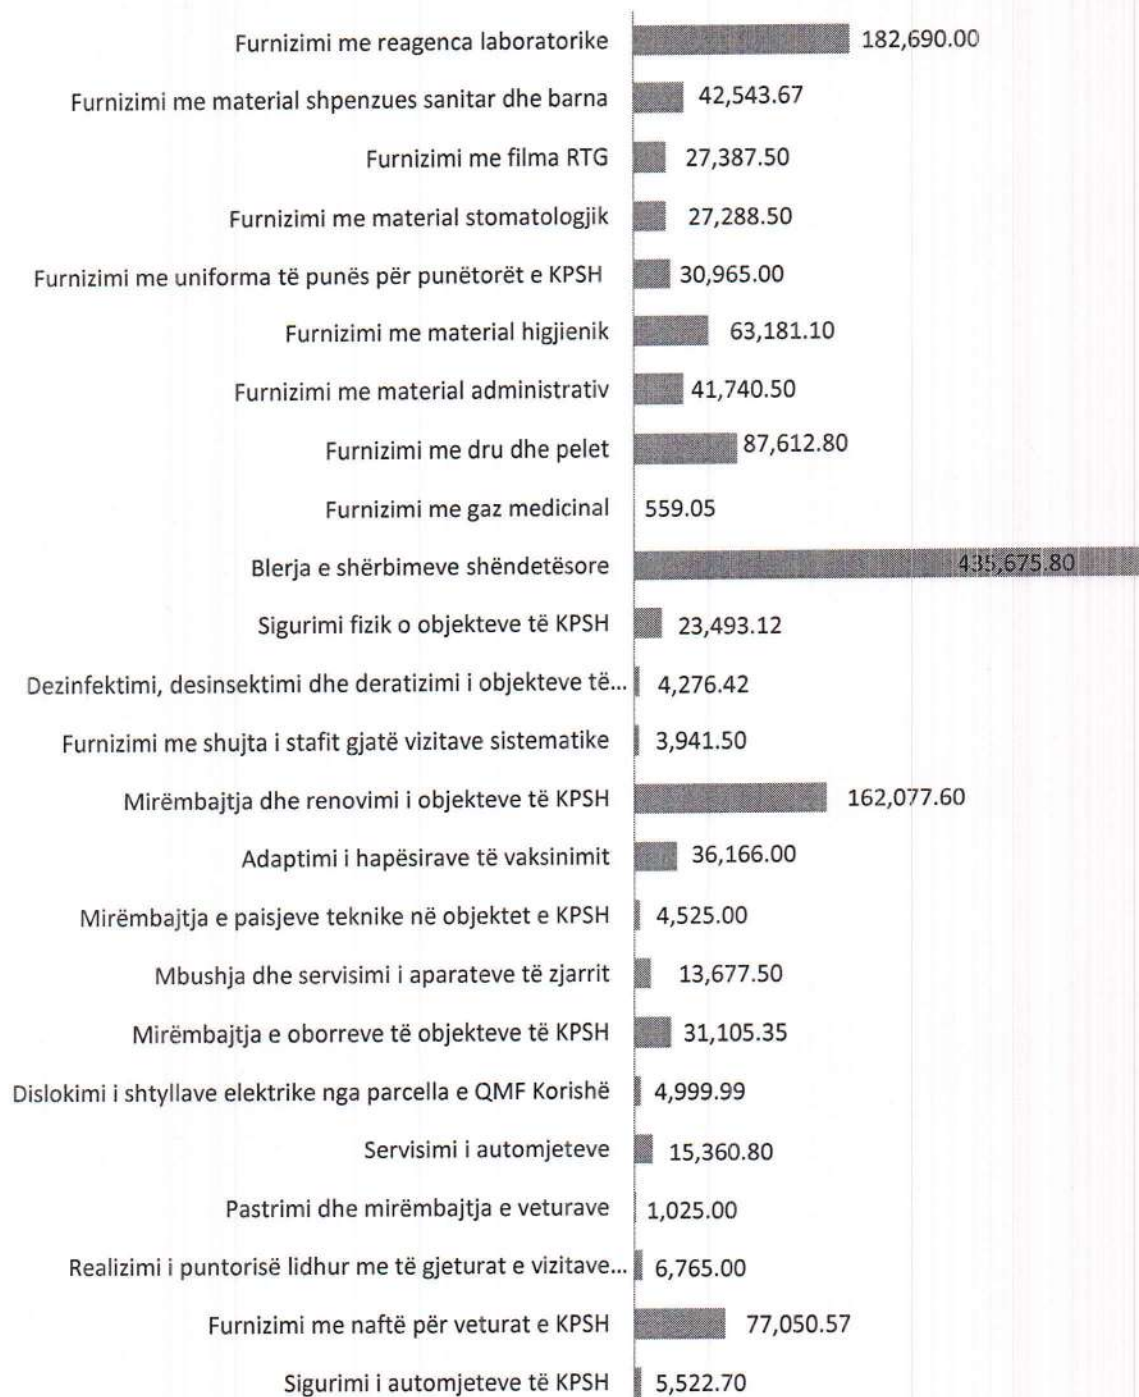 Furnizimi me reagenca laboratorike 182,690.00
Furnizimi me material shpenzues sanitar dhe barna 42,543.67
Furnizimi me filma RTG 27,387.50
Furnizimi me material stomatologjik 27,288.50
Furnizimi me uniforma të punës për punëtorët e KPSH 30,965.00
Furnizimi me material higjienik 63,181.10
Furnizimi me material administrativ 41,740.50
Furnizimi me dru dhe pelet 87,612.80
Furnizimi me gaz medicinal 559.05
Blerja e shërbimeve shëndetësore 435,675.80
Sigurimi fizik o objekteve të KPSH 23,493.12
Dezinfektimi, desinsektimi dhe deratizimi i objekteve të... 4,276.42
Furnizimi me shujta i stafit gjatë vizitave sistematike 3,941.50
Mirëmbajtja dhe renovimi i objekteve të KPSH 162,077.60
Adaptimi i hapësirave të vaksinimit 36,166.00
Mirëmbajtja e paisjeve teknike në objektet e KPSH 4,525.00
Mbushja dhe servisimi i aparateve të zjarrit 13,677.50
Mirëmbajtja e oborreve të objekteve të KPSH 31,105.35
Dislokimi i shtyllave elektrike nga parcella e QMF Korishë 4,999.99
Servisimi i automjeteve 15,360.80
Pastrimi dhe mirëmbajtja e veturave 1,025.00
Realizimi i puntorisë lidhur me të gjeturat e vizitave... 6,765.00
Furnizimi me naftë për veturat e KPSH 77,050.57
Sigurimi i automjeteve të KPSH 5,522.70